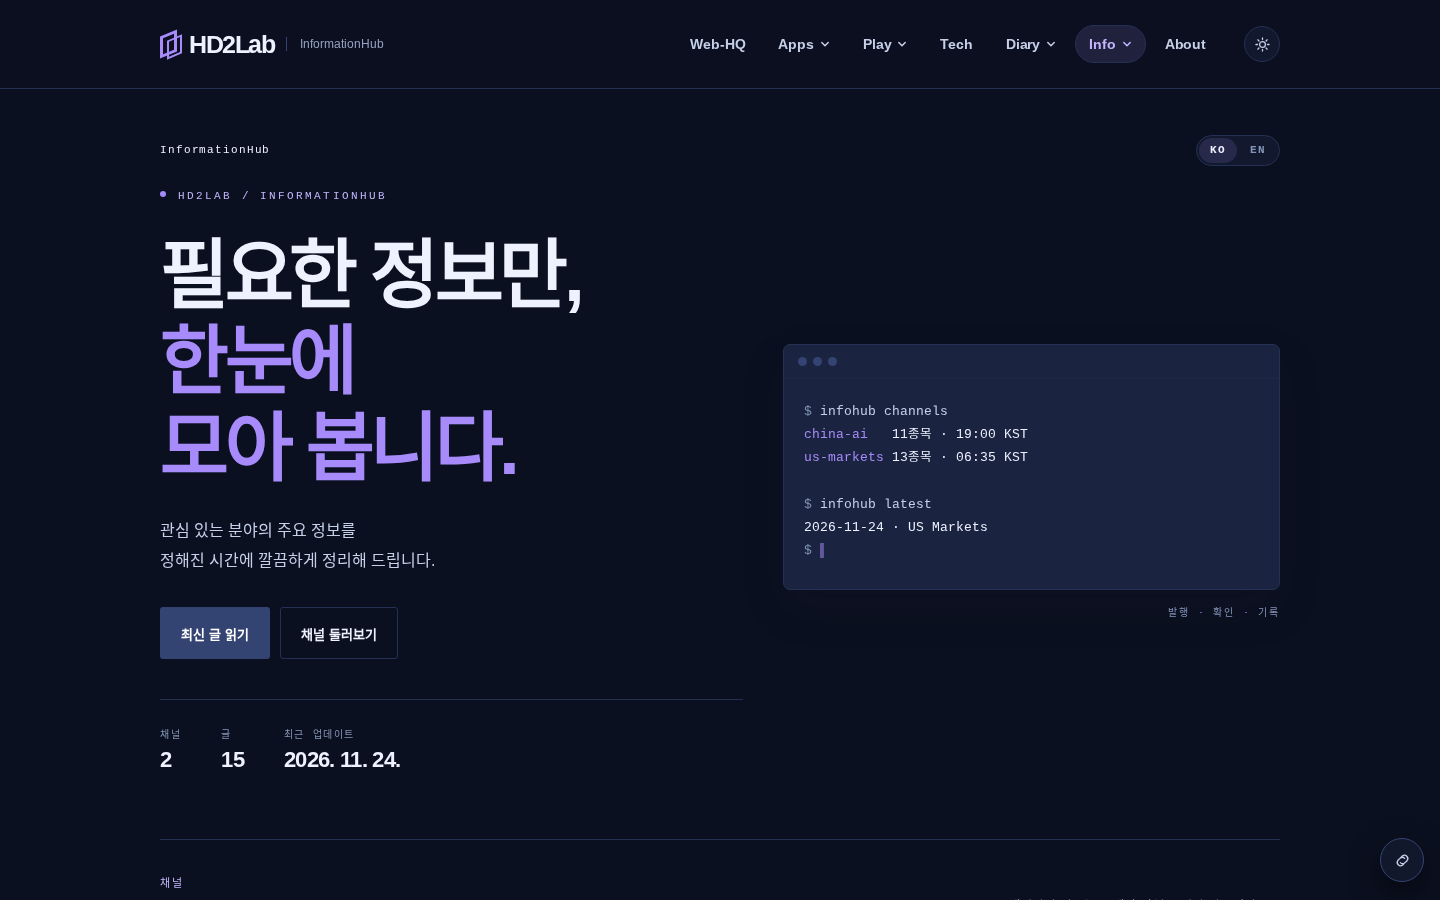 HD2Lab
InformationHub
Web-HQ
Apps
Play
Tech
Diary
Info
About
InformationHub
KO
EN
HD2LAB / INFORMATIONHUB
필요한 정보만,
한눈에
모아 봅니다.
관심 있는 분야의 주요 정보를
정해진 시간에 깔끔하게 정리해 드립니다.
최신 글 읽기
채널 둘러보기
$ infohub channels
china-ai 11종목 · 19:00 KST
us-markets 13종목 · 06:35 KST
$ infohub latest
2026-11-24 · US Markets
$
발행 · 확인 · 기록
채널
2
글
15
최근 업데이트
2026. 11. 24.
채널